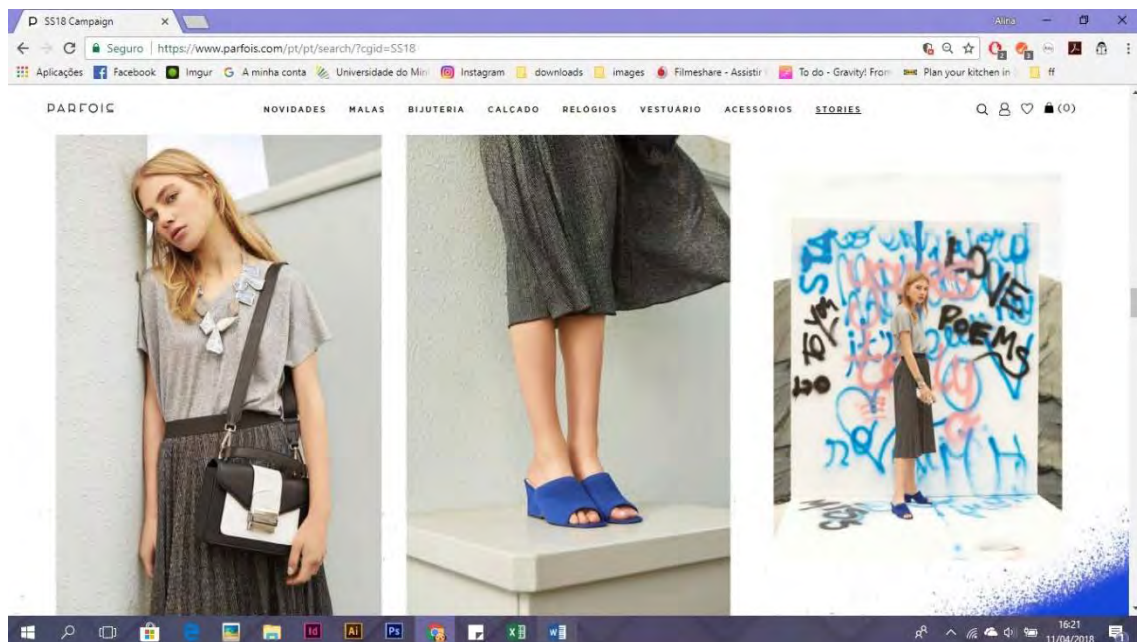 SS18 Campaign
Alina
Seguro https://www.parfois.com/pt/pt/search/?cgid=SS18
Aplicações Facebook Imgur A minha conta Universidade do Min Instagram downloads images Filmeshare - Assistir To do - Gravity! From Plan your kitchen in ff
PARFOIS NOVIDADES MALAS BIJUTERIA CALÇADO RELÓGIOS VESTUÁRIO ACESSÓRIOS STORIES (0)
LOVE
POEMS
16:21
11/04/2018